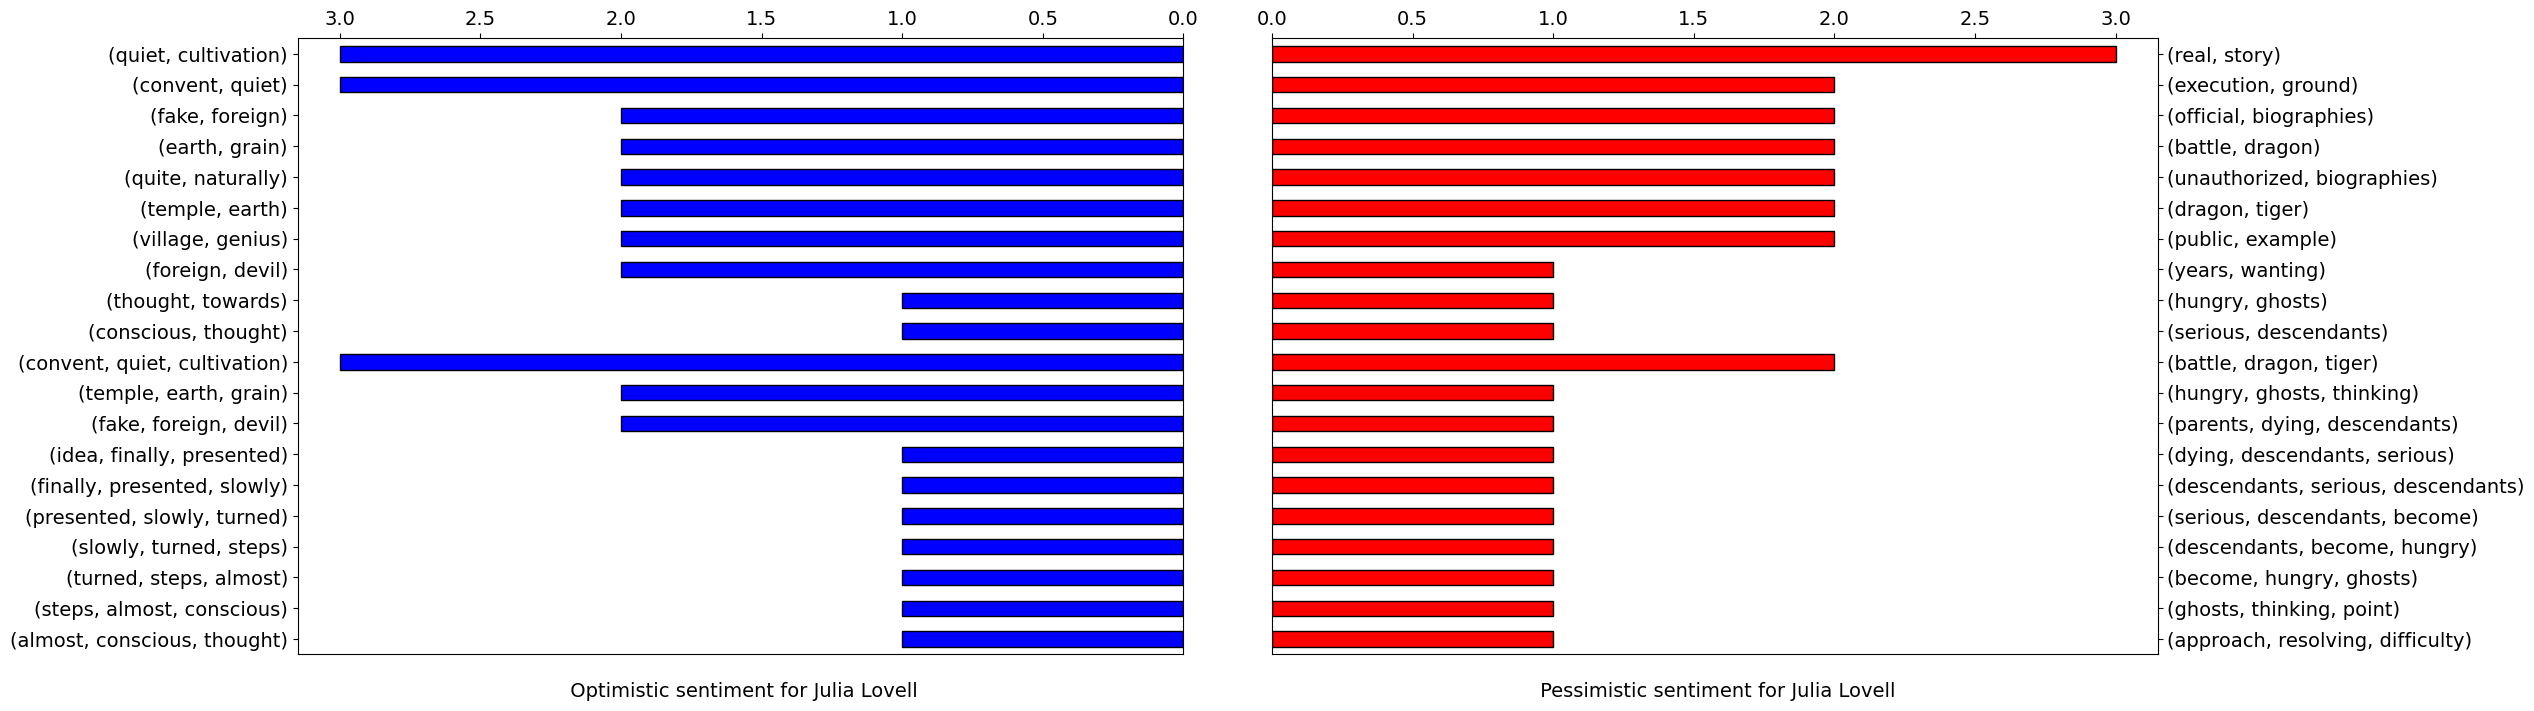 3.0 2.5 2.0 1.5 1.0 0.5 0.0
(quiet, cultivation)
(convent, quiet)
(fake, foreign)
(earth, grain)
(quite, naturally)
(temple, earth)
(village, genius)
(foreign, devil)
(thought, towards)
(conscious, thought)
(convent, quiet, cultivation)
(temple, earth, grain)
(fake, foreign, devil)
(idea, finally, presented)
(finally, presented, slowly)
(presented, slowly, turned)
(slowly, turned, steps)
(turned, steps, almost)
(steps, almost, conscious)
(almost, conscious, thought)
Optimistic sentiment for Julia Lovell
0.0 0.5 1.0 1.5 2.0 2.5 3.0
(real, story)
(execution, ground)
(official, biographies)
(battle, dragon)
(unauthorized, biographies)
(dragon, tiger)
(public, example)
(years, wanting)
(hungry, ghosts)
(serious, descendants)
(battle, dragon, tiger)
(hungry, ghosts, thinking)
(parents, dying, descendants)
(dying, descendants, serious)
(descendants, serious, descendants)
(serious, descendants, become)
(descendants, become, hungry)
(become, hungry, ghosts)
(ghosts, thinking, point)
(approach, resolving, difficulty)
Pessimistic sentiment for Julia Lovell